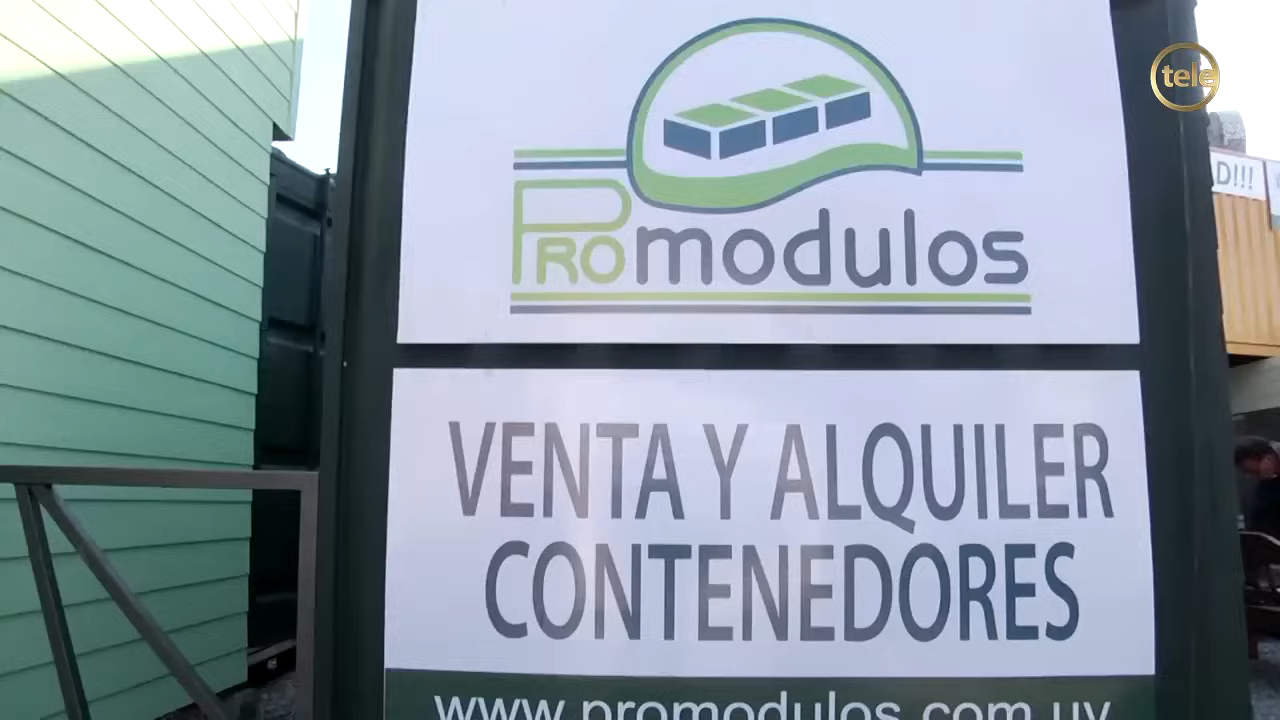 tele
D!!!
PROmodulos
VENTA Y ALQUILER
CONTENEDORES
www.promodulos.com.uy